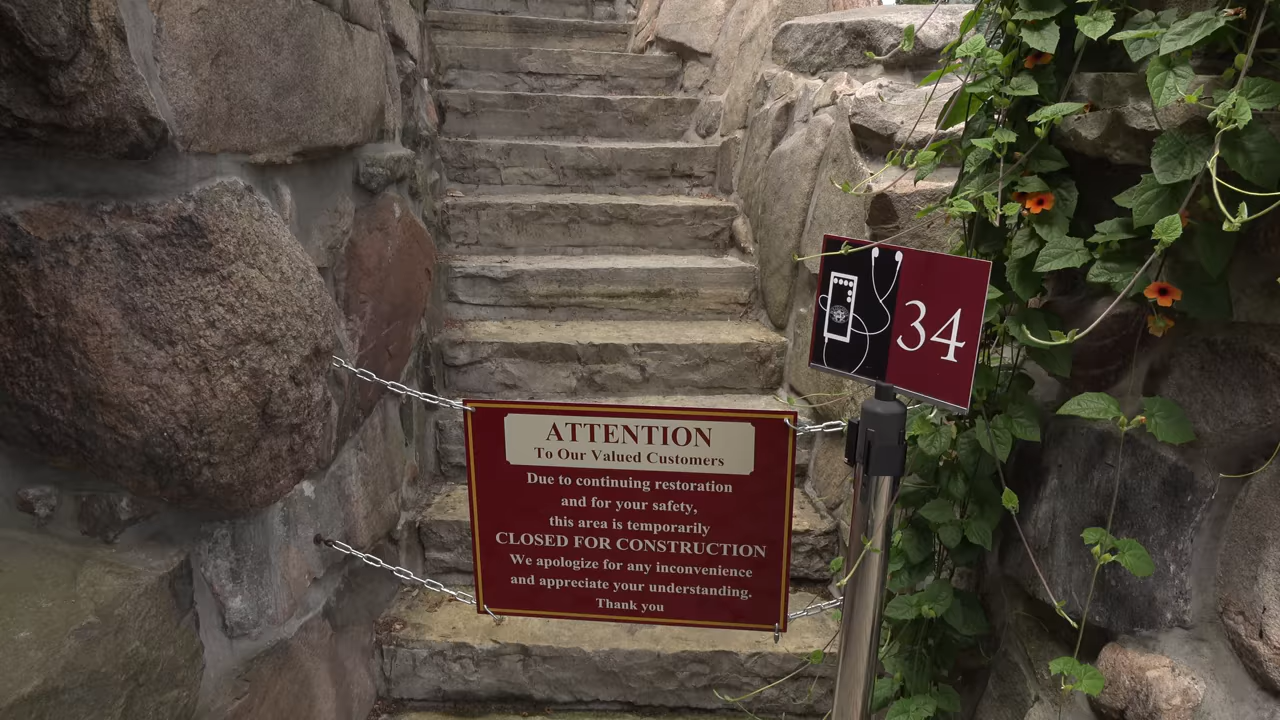 34
ATTENTION
To Our Valued Customers
Due to continuing restoration
and for your safety,
this area is temporarily
CLOSED FOR CONSTRUCTION
We apologize for any inconvenience
and appreciate your understanding.
Thank you